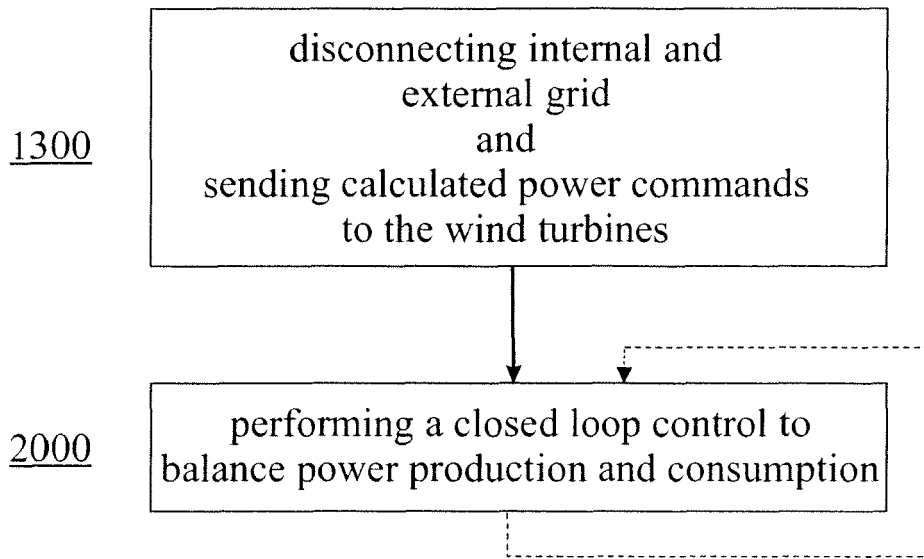 disconnecting internal and
external grid
and
1300
sending calculated power commands
to the wind turbines
performing a closed loop control to
2000
balance power production and consumption